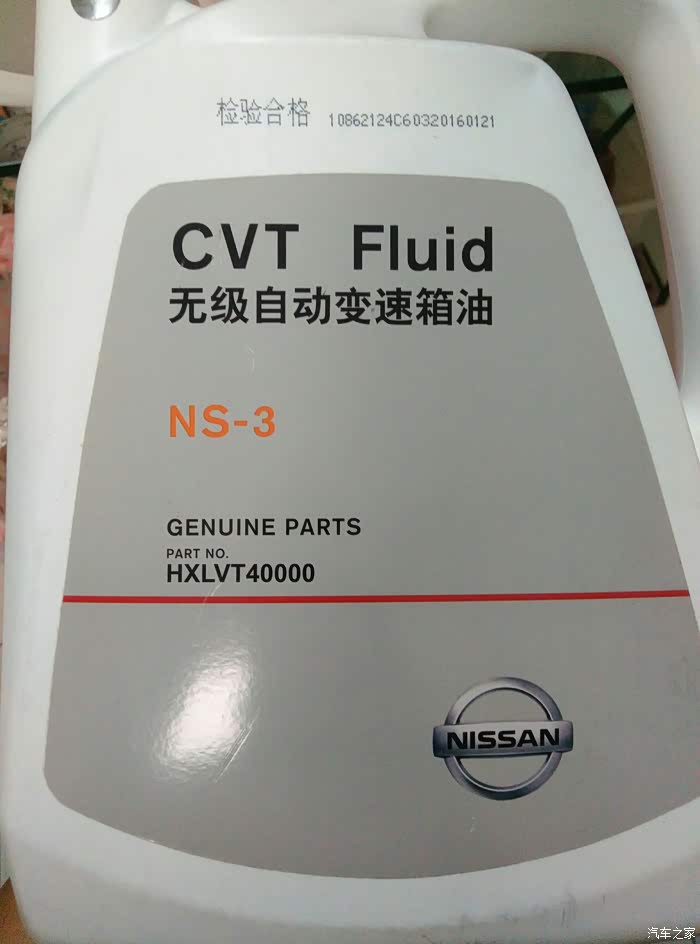 检验合格 10862124C60320160121
CVT Fluid
无级自动变速箱油
NS-3
GENUINE PARTS
PART NO.
HXLVT40000
NISSAN
汽车之家